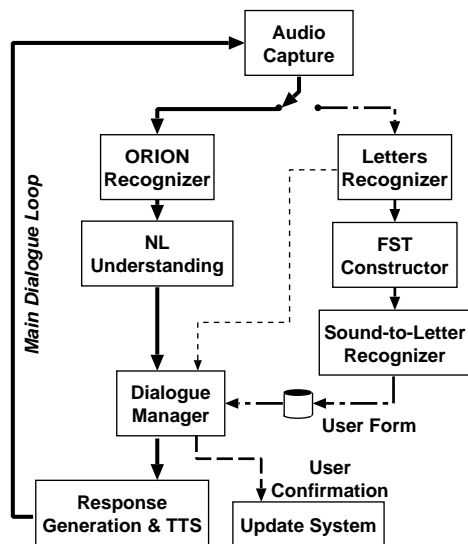 Audio
Capture
ORION
Recognizer
Letters
Recognizer
Main Dialogue Loop
NL
Understanding
FST
Constructor
Sound-to-Letter
Recognizer
Dialogue
Manager
User Form
User
Confirmation
Response
Generation & TTS
Update System